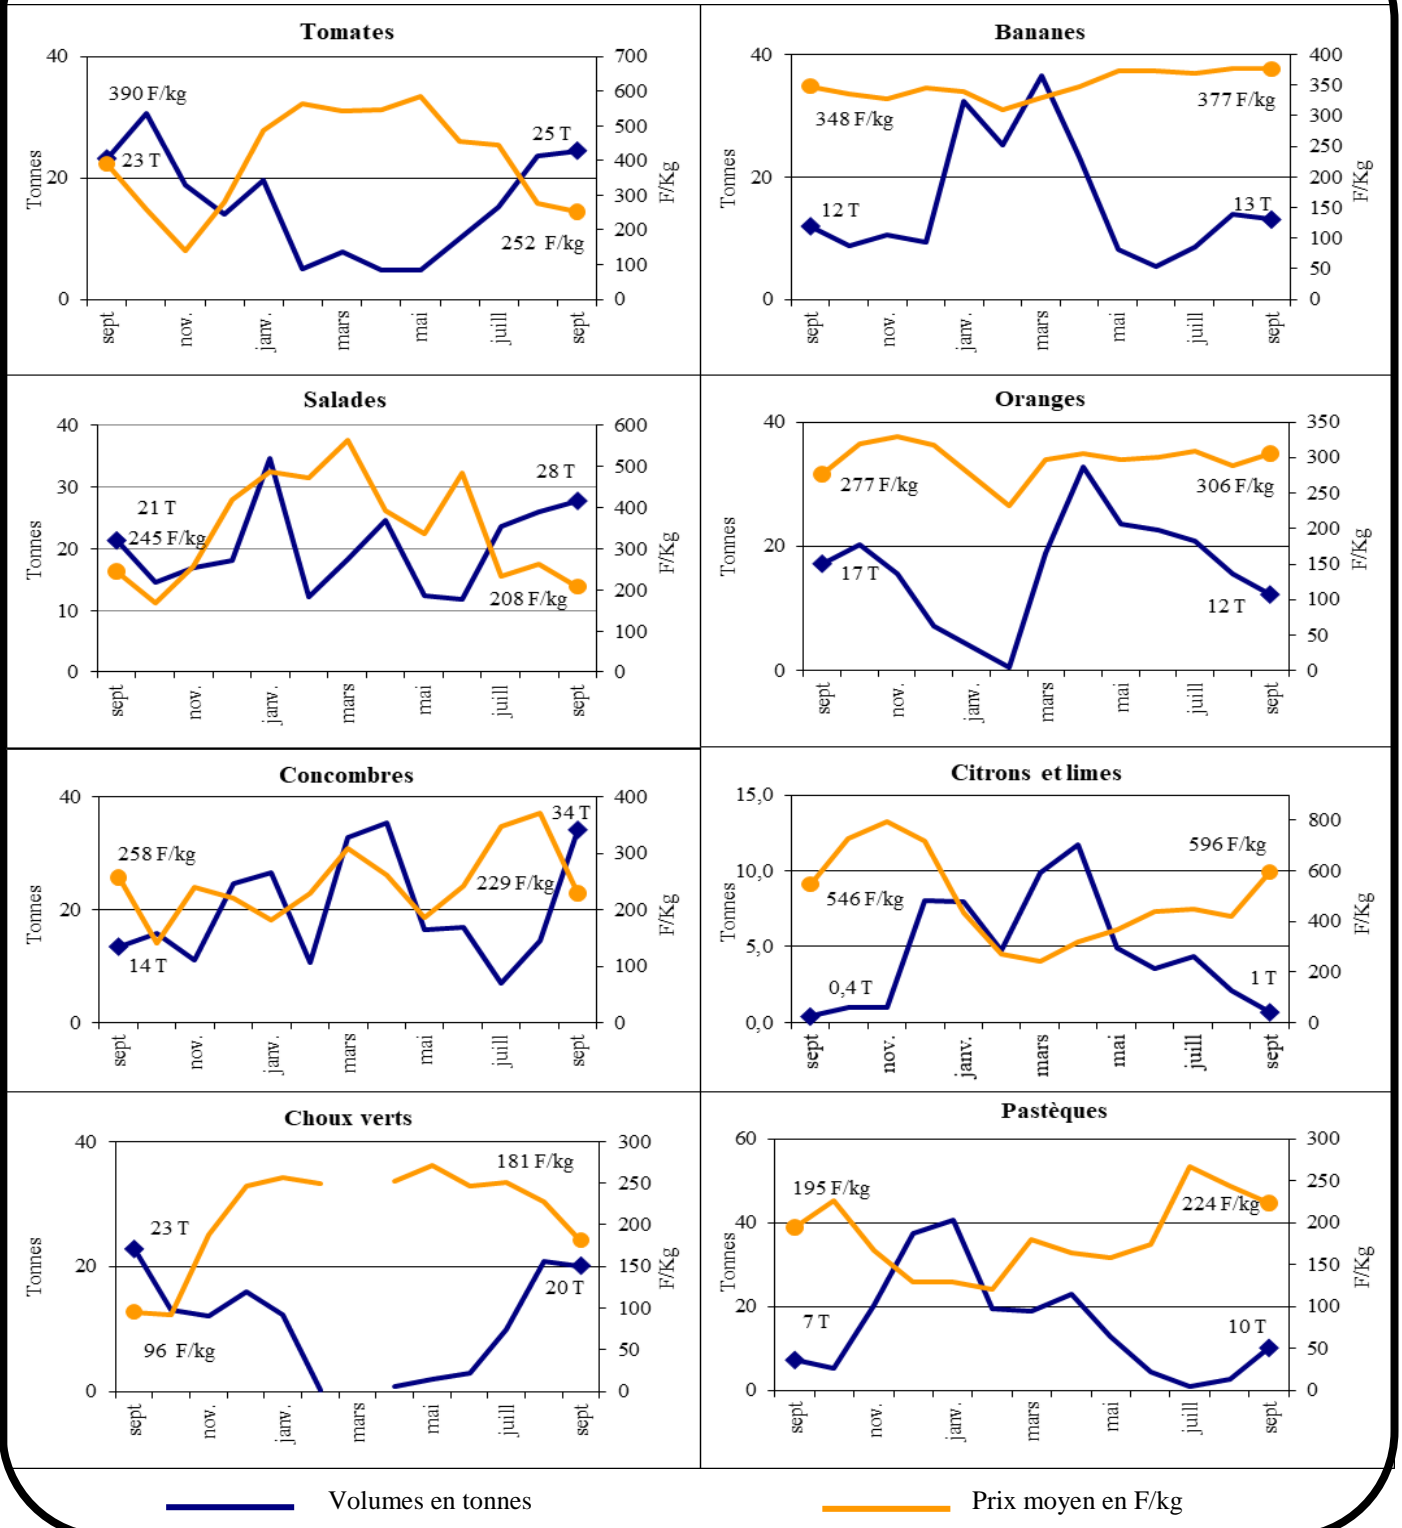 Tomates
40
20
0
Tonnes
700
600
500
400
300
200
100
0
F/Kg
390 F/kg
23 T
25 T
252 F/kg
sept
nov.
janv.
mars
mai
juill
sept
Bananes
40
20
0
Tonnes
400
350
300
250
200
150
100
50
0
F/Kg
348 F/kg
377 F/kg
12 T
13 T
sept
nov.
janv.
mars
mai
juill
sept
Salades
40
30
20
10
0
Tonnes
600
500
400
300
200
100
0
F/Kg
28 T
21 T
245 F/kg
208 F/kg
sept
nov.
janv.
mars
mai
juill
sept
Oranges
40
20
0
Tonnes
350
300
250
200
150
100
50
0
F/Kg
277 F/kg
306 F/kg
17 T
12 T
sept
nov.
janv.
mars
mai
juill
sept
Concombres
40
20
0
Tonnes
400
300
200
100
0
F/Kg
34 T
258 F/kg
229 F/kg
14 T
sept
nov.
janv.
mars
mai
juill
sept
Citrons et limes
15,0
10,0
5,0
0,0
Tonnes
800
600
400
200
0
F/Kg
596 F/kg
546 F/kg
0,4 T
1 T
sept
nov.
janv.
mars
mai
juill
sept
Choux verts
40
20
0
Tonnes
300
250
200
150
100
50
0
F/Kg
181 F/kg
23 T
20 T
96 F/kg
sept
nov.
janv.
mars
mai
juill
sept
Pastèques
60
40
20
0
Tonnes
300
250
200
150
100
50
0
F/Kg
195 F/kg
224 F/kg
7 T
10 T
sept
nov.
janv.
mars
mai
juill
sept
Volumes en tonnes
Prix moyen en F/kg